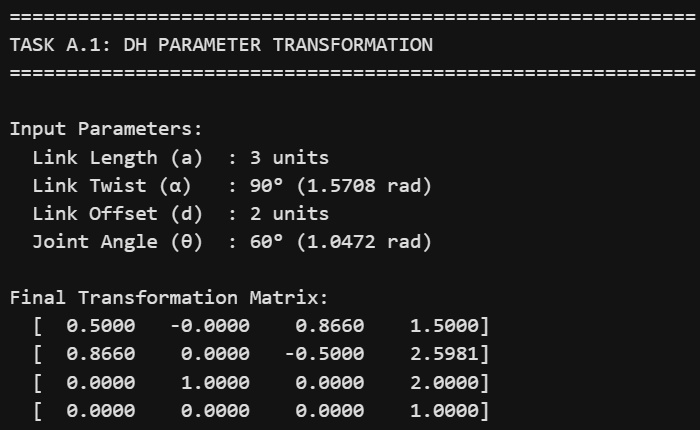 ============================================================
TASK A.1: DH PARAMETER TRANSFORMATION
============================================================
Input Parameters:
  Link Length (a)  : 3 units
  Link Twist (α)   : 90° (1.5708 rad)
  Link Offset (d)  : 2 units
  Joint Angle (θ)  : 60° (1.0472 rad)
Final Transformation Matrix:
  [  0.5000   -0.0000    0.8660    1.5000]
  [  0.8660    0.0000   -0.5000    2.5981]
  [  0.0000    1.0000    0.0000    2.0000]
  [  0.0000    0.0000    0.0000    1.0000]